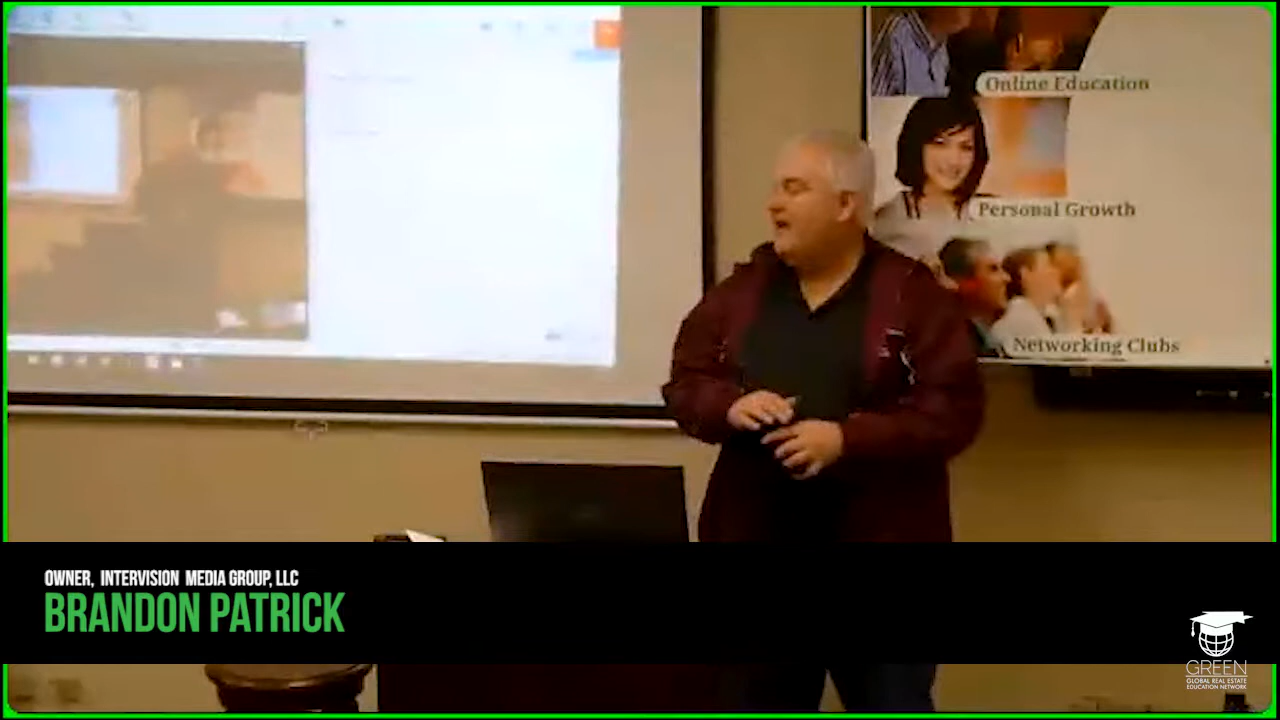 Online Education
Personal Growth
Networking Clubs
OWNER, INTERVISION MEDIA GROUP, LLC
BRANDON PATRICK
GREEN
GLOBAL REAL ESTATE
EDUCATION NETWORK